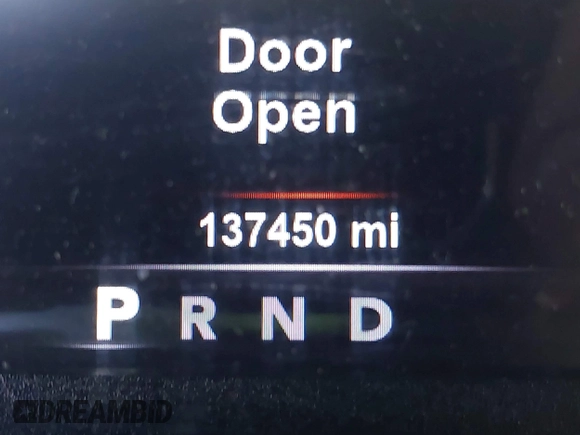 Door
Open
137450 mi
P R N D
DREAMBID